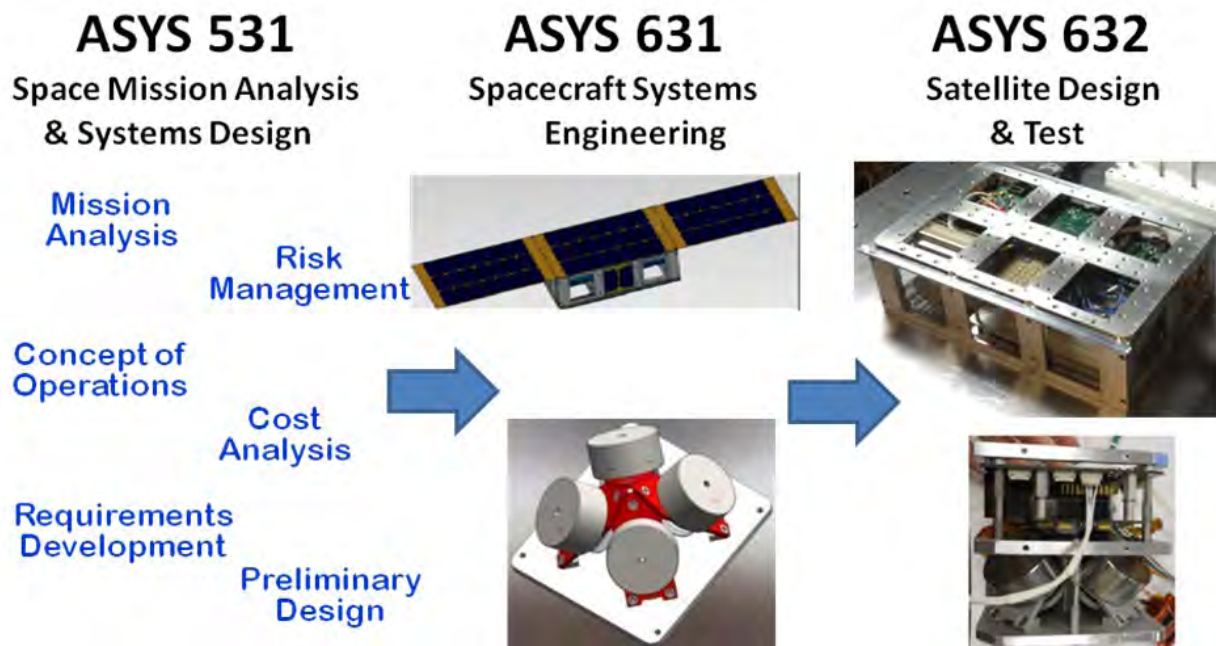 ASYS 531
Space Mission Analysis
& Systems Design
Mission
Analysis
Risk
Management
Concept of
Operations
Cost
Analysis
Requirements
Development
Preliminary
Design
ASYS 631
Spacecraft Systems
Engineering
ASYS 632
Satellite Design
& Test